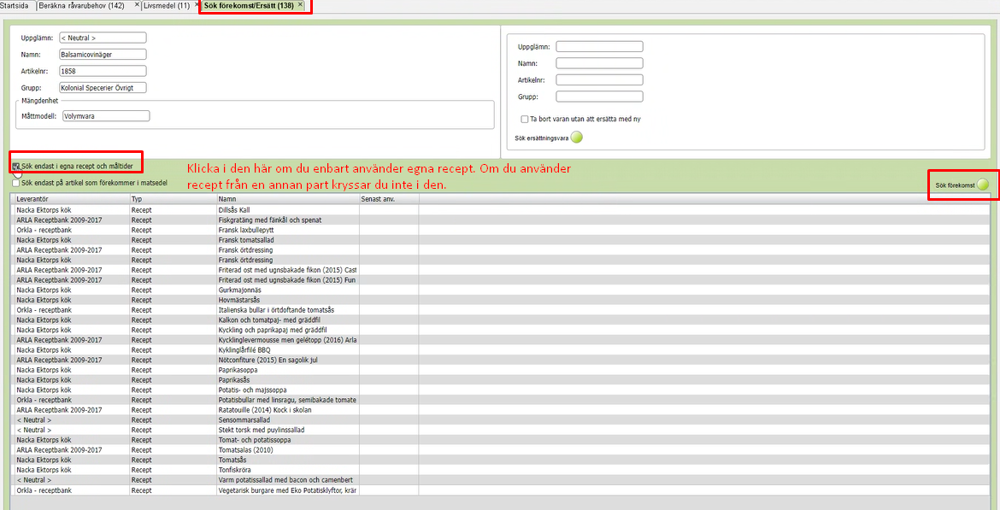 Startsida Beräkna råvarubehov (142) × Livsmedel (11) × Sök förekomst/Ersätt (138) ×
Uppglämn: < Neutral >
Namn: Balsamicovinäger
Artikelnr: 1858
Grupp: Kolonial Specerier Övrigt
Mängdenhet
Måttmodell: Volymvara
Uppglämn:
Namn:
Artikelnr:
Grupp:
Ta bort varan utan att ersätta med ny
Sök ersättningsvara
Sök endast i egna recept och måltider
Sök endast på artikel som förekommer i matsedel
Klicka i den här om du enbart använder egna recept. Om du använder
recept från en annan part kryssar du inte i den.
Sök förekomst
Leverantör Typ Namn Senast anv.
Nacka Ektorps kök Recept Dillsås Kall
ARLA Receptbank 2009-2017 Recept Fiskgratäng med fänkål och spenat
Orkla - receptbank Recept Fransk laxbullepytt
Nacka Ektorps kök Recept Fransk tomatsallad
ARLA Receptbank 2009-2017 Recept Fransk örtdressing
Nacka Ektorps kök Recept Fransk örtdressing
ARLA Receptbank 2009-2017 Recept Friterad ost med ugnsbakade fikon (2015) Cast
ARLA Receptbank 2009-2017 Recept Friterad ost med ugnsbakade fikon (2015) Fun
Nacka Ektorps kök Recept Gurkmajonnäs
Nacka Ektorps kök Recept Hovmästarsås
Orkla - receptbank Recept Italienska bullar i örtdoftande tomatsås
Nacka Ektorps kök Recept Kalkon och tomatpaj- med gräddfil
Nacka Ektorps kök Recept Kyckling och paprikapaj med gräddfil
ARLA Receptbank 2009-2017 Recept Kycklinglevermousse men gelétopp (2016) Arla
Nacka Ektorps kök Recept Kyklinglårfilé BBQ
ARLA Receptbank 2009-2017 Recept Nötconfiture (2015) En sagolik jul
Nacka Ektorps kök Recept Paprikasoppa
Nacka Ektorps kök Recept Paprikasås
Nacka Ektorps kök Recept Potatis- och majssoppa
Orkla - receptbank Recept Potatisbullar med linsragu, semibakade tomate
ARLA Receptbank 2009-2017 Recept Ratatouille (2014) Kock i skolan
< Neutral > Recept Sensommarsallad
< Neutral > Recept Stekt torsk med puylinssallad
Nacka Ektorps kök Recept Tomat- och potatissoppa
ARLA Receptbank 2009-2017 Recept Tomatsalas (2010)
Nacka Ektorps kök Recept Tomatsås
Nacka Ektorps kök Recept Tonfiskröra
< Neutral > Recept Varm potatissallad med bacon och camenbert
Orkla - receptbank Recept Vegetarisk burgare med Eko Potatisklyftor, krär